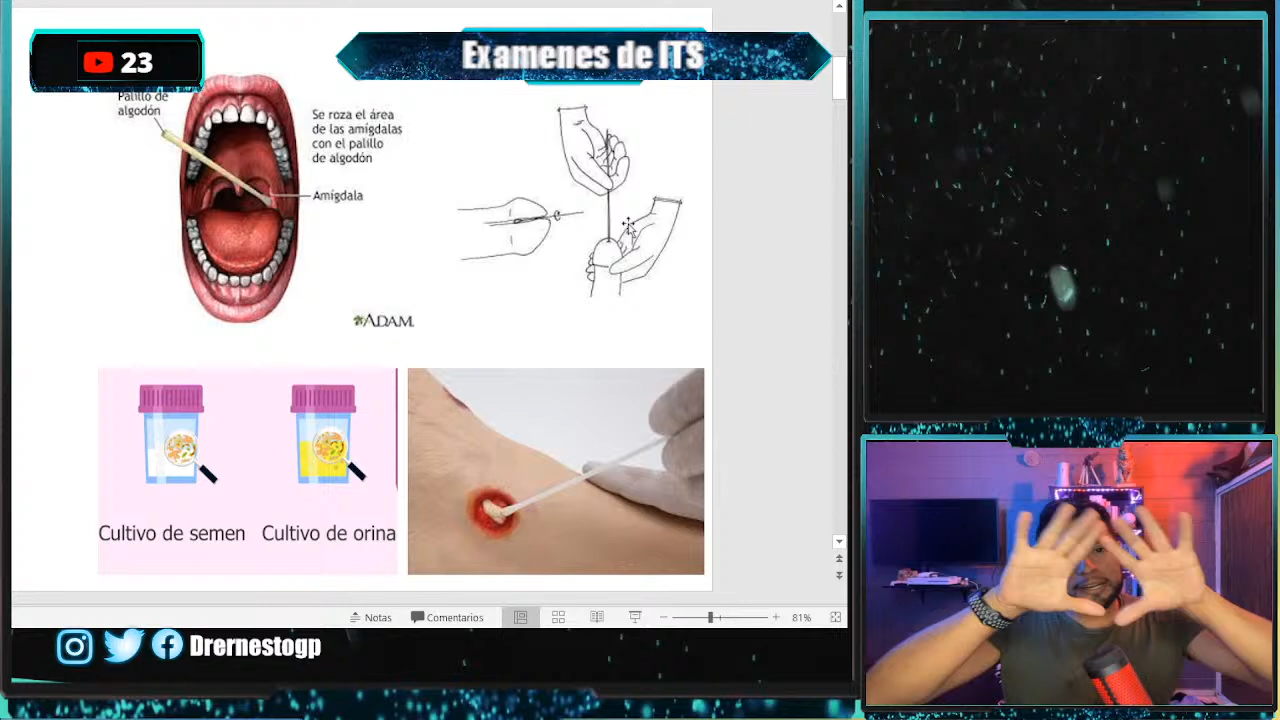 23
Examenes de ITS
Palillo de
algodón
Se roza el área
de las amígdalas
con el palillo
de algodón
Amígdala
ADAM.
Cultivo de semen
Cultivo de orina
Notas
Comentarios
81%
Drernestogp